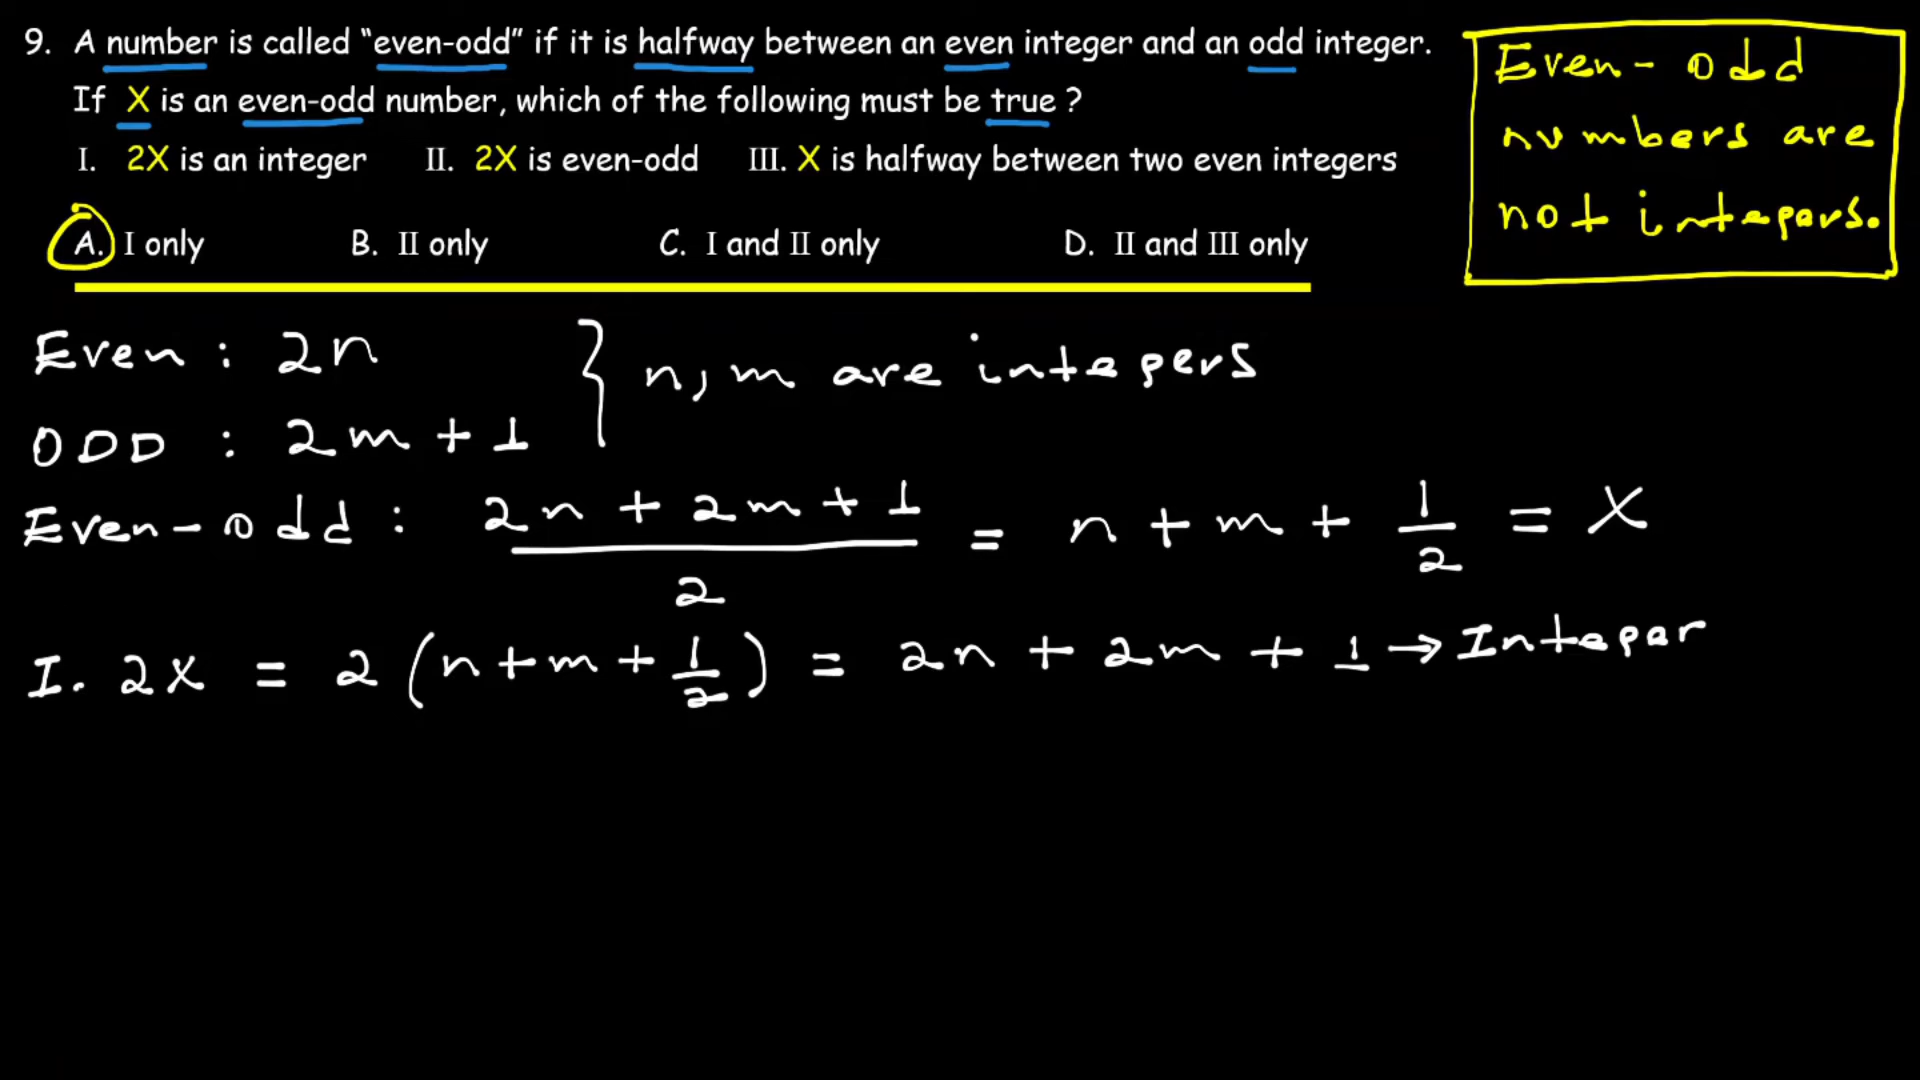 9. A number is called “even-odd” if it is halfway between an even integer and an odd integer.
If X is an even-odd number, which of the following must be true ?
I. 2X is an integer II. 2X is even-odd III. X is halfway between two even integers
A. I only B. II only C. I and II only D. II and III only
Even - odd
numbers are
not integers.
Even : 2n
ODD : 2m + 1
} n, m are integers
Even - odd : (2n + 2m + 1)/2 = n + m + 1/2 = X
I. 2X = 2 (n + m + 1/2) = 2n + 2m + 1 → Integer